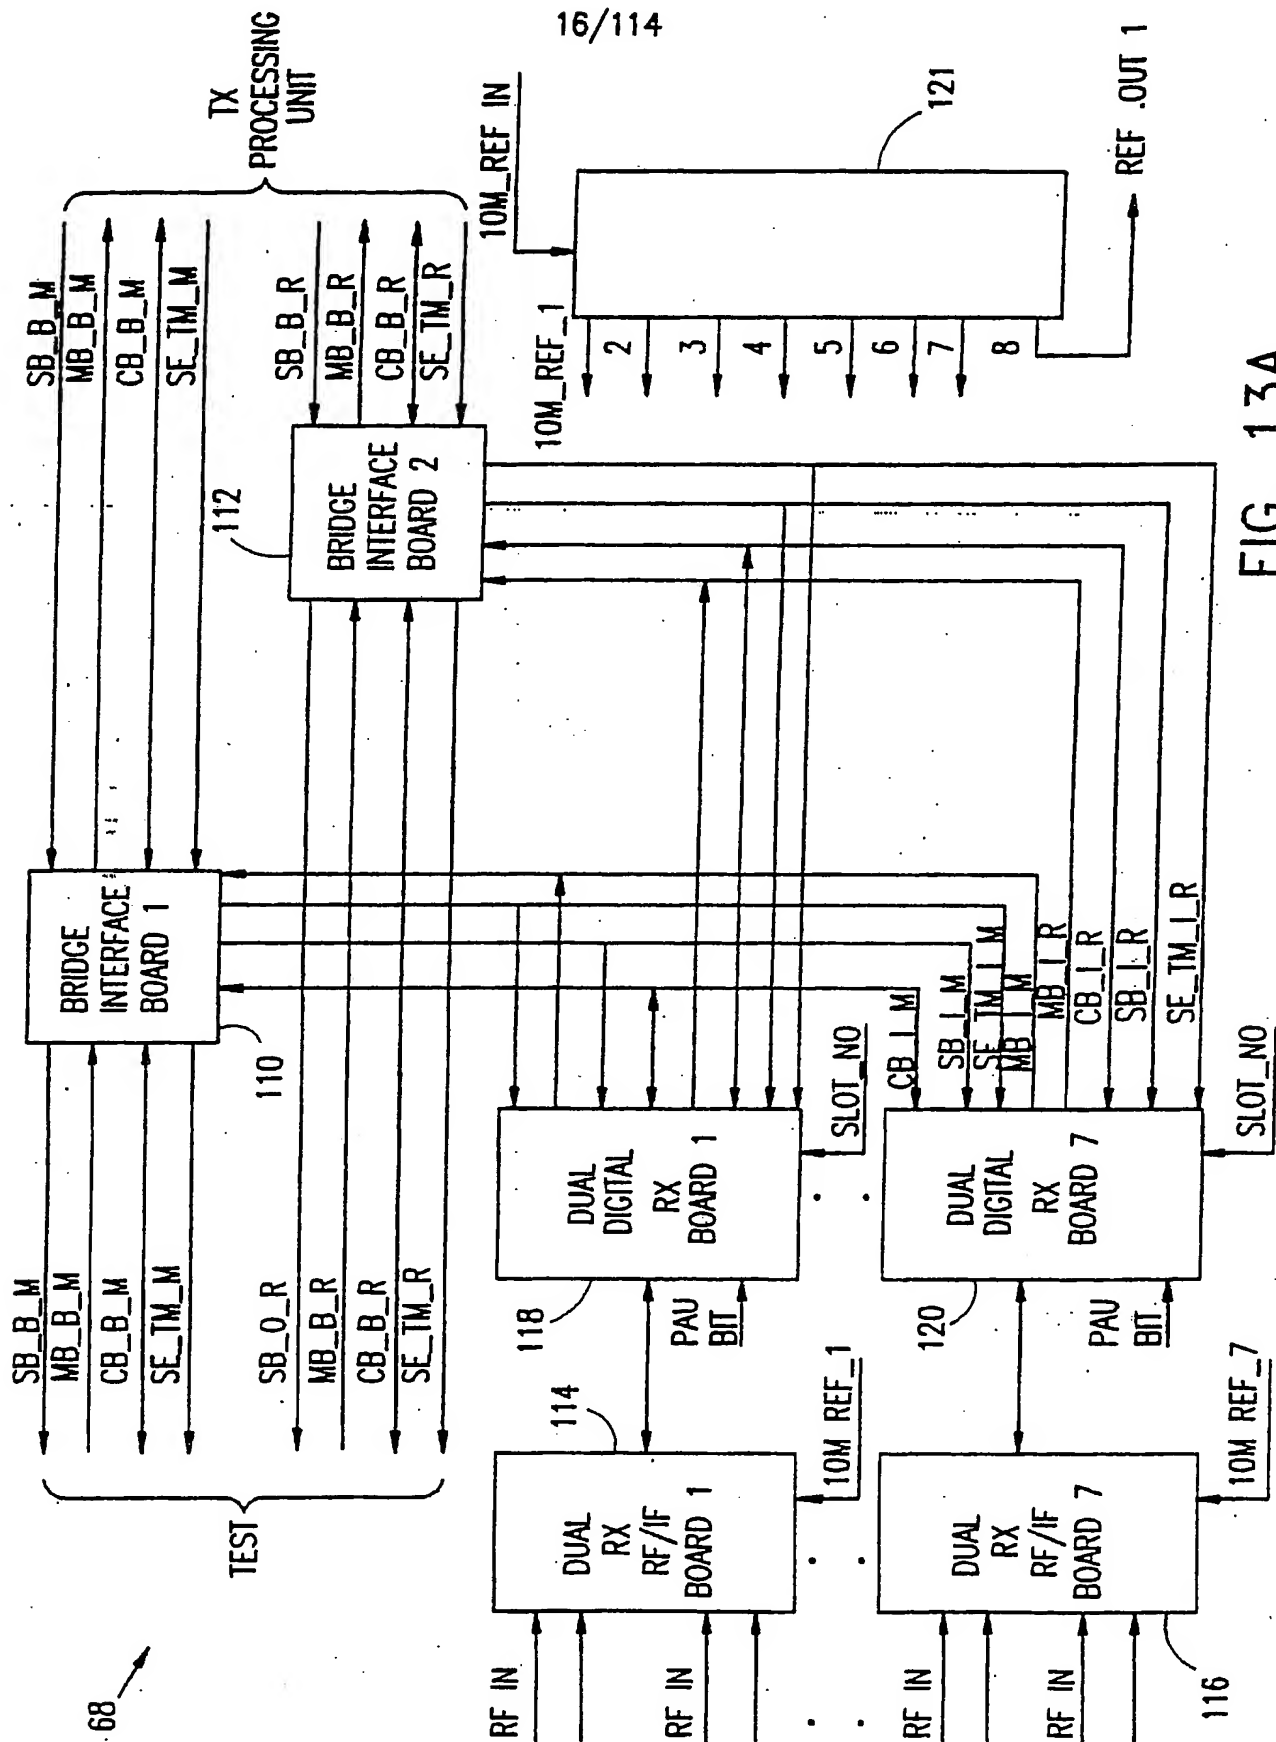 16/114
68
TEST
SB_B_M
MB_B_M
CB_B_M
SE_TM_M
SB_O_R
MB_B_R
CB_B_R
SE_TM_R
BRIDGE
INTERFACE
BOARD 1
110
SB_B_M
MB_B_M
CB_B_M
SE_TM_M
TX
PROCESSING
UNIT
BRIDGE
INTERFACE
BOARD 2
112
SB_B_R
MB_B_R
CB_B_R
SE_TM_R
10M_REF IN
10M_REF_1
2
3
4
5
6
7
8
121
REF .OUT 1
RF IN
RF IN
DUAL
RX
RF/IF
BOARD 1
114
10M REF_1
DUAL
DIGITAL
RX
BOARD 1
118
PAU
BIT
SLOT_NO
RF IN
RF IN
DUAL
RX
RF/IF
BOARD 7
116
10M REF_7
DUAL
DIGITAL
RX
BOARD 7
120
PAU
BIT
SLOT_NO
CB_I_M
SB_I_M
SE_TM_I_M
MB_I_M
MB_I_R
CB_I_R
SB_I_R
SE_TM_I_R
FIG. 13A